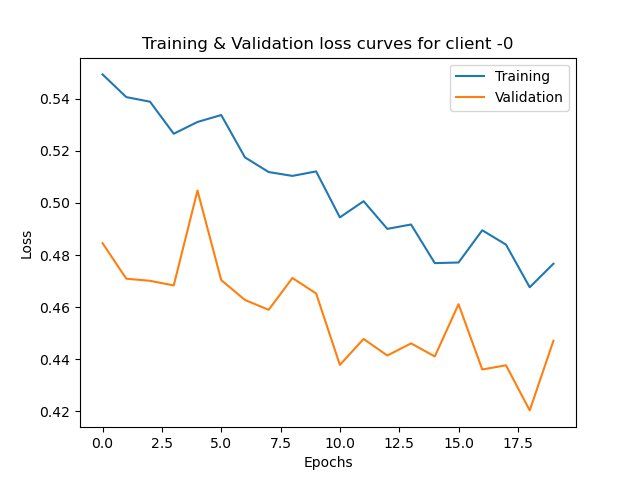 Training & Validation loss curves for client -0
Training
Validation
0.54
0.52
0.50
0.48
0.46
0.44
0.42
Loss
0.0 2.5 5.0 7.5 10.0 12.5 15.0 17.5
Epochs